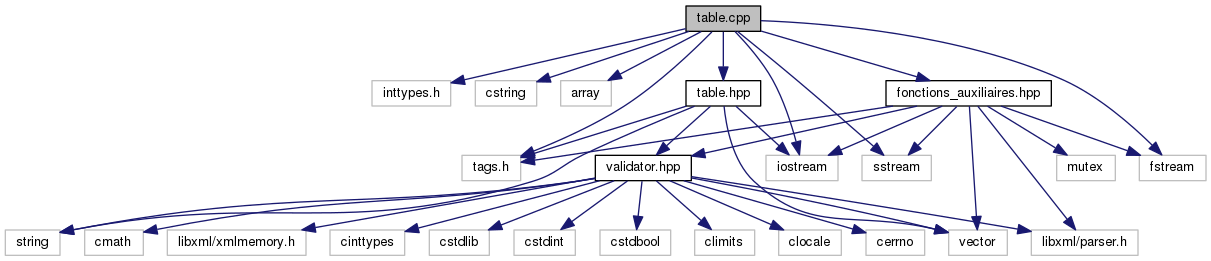 table.cpp
inttypes.h
cstring
array
table.hpp
fonctions_auxiliaires.hpp
tags.h
validator.hpp
iostream
sstream
mutex
fstream
string
cmath
libxml/xmlmemory.h
cinttypes
cstdlib
cstdint
cstdbool
climits
clocale
cerrno
vector
libxml/parser.h